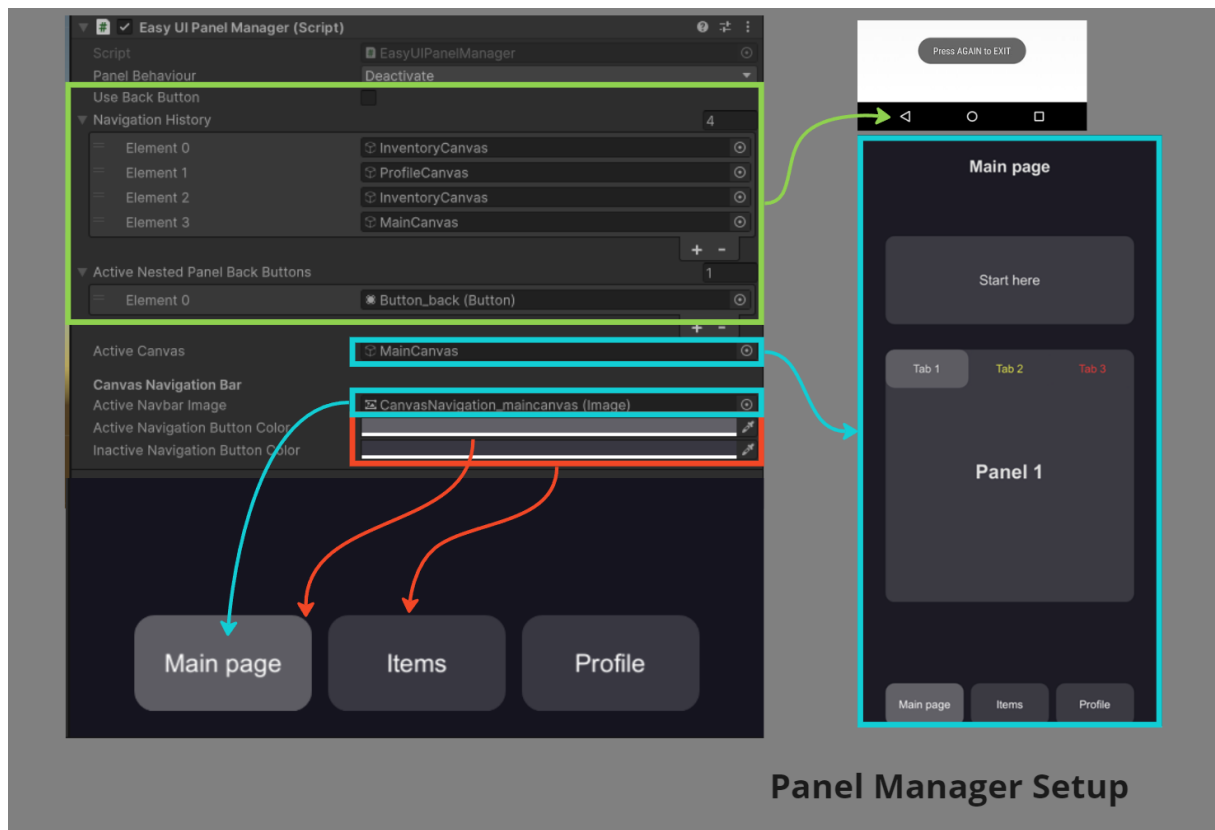 Easy UI Panel Manager (Script)
Script EasyUIPanelManager
Panel Behaviour Deactivate
Use Back Button
Navigation History 4
Element 0 InventoryCanvas
Element 1 ProfileCanvas
Element 2 InventoryCanvas
Element 3 MainCanvas
+ -
Active Nested Panel Back Buttons 1
Element 0 Button_back (Button)
+ -
Active Canvas MainCanvas
Canvas Navigation Bar
Active Navbar Image CanvasNavigation_maincanvas (Image)
Active Navigation Button Color
Inactive Navigation Button Color
Main page Items Profile
Press AGAIN to EXIT
Main page
Start here
Tab 1 Tab 2 Tab 3
Panel 1
Main page Items Profile
Panel Manager Setup